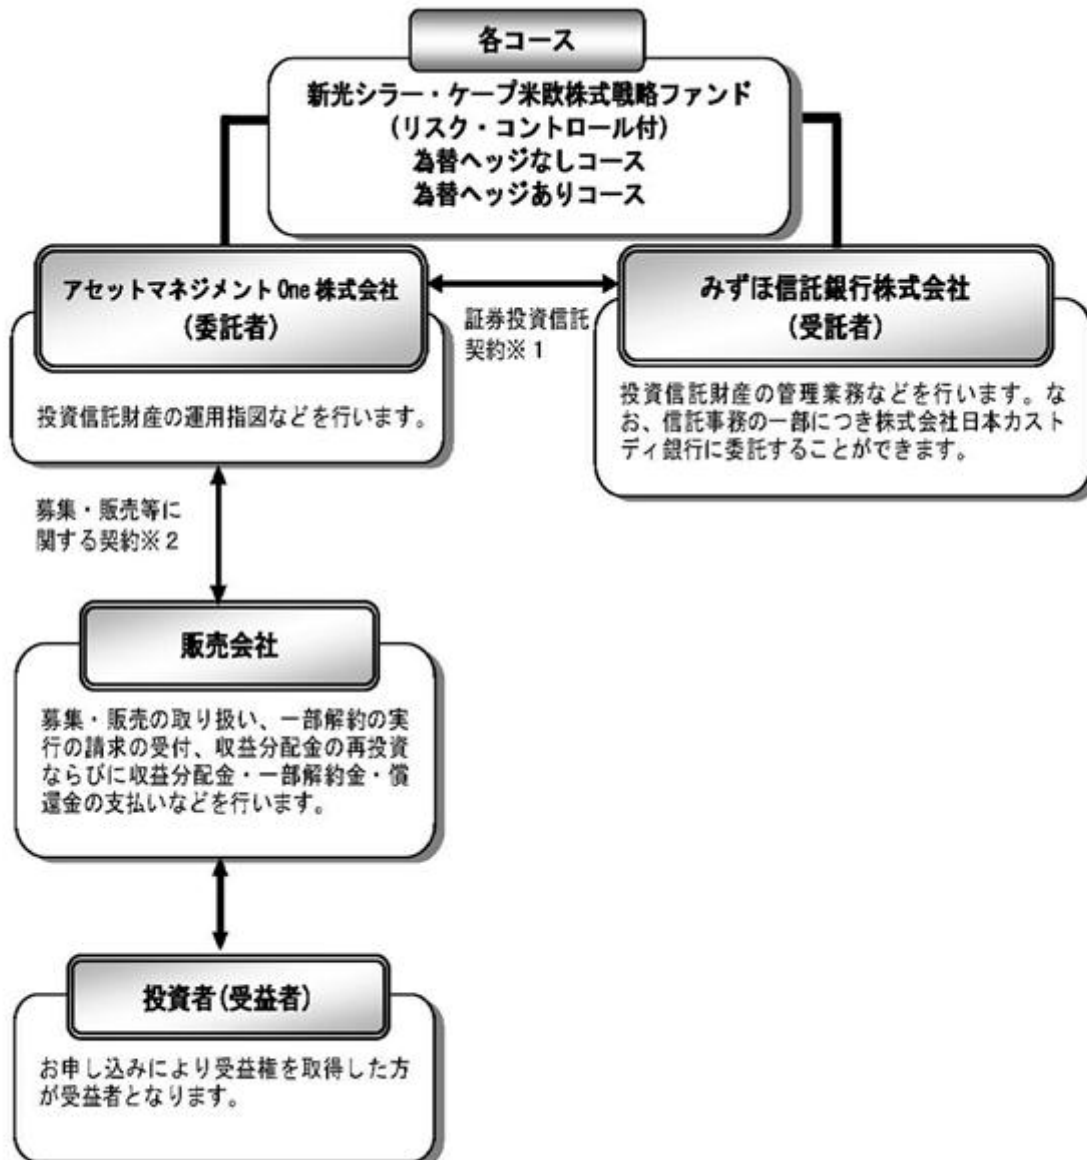 各コース
新光シラー・ケープ米欧株式戦略ファンド
(リスク・コントロール付)
為替ヘッジなしコース
為替ヘッジありコース
アセットマネジメント One 株式会社
(委託者)
投資信託財産の運用指図などを行います。
証券投資信託
契約※1
みずほ信託銀行株式会社
(受託者)
投資信託財産の管理業務などを行います。な
お、信託事務の一部につき株式会社日本カスト
ディ銀行に委託することができます。
募集・販売等に
関する契約※2
販売会社
募集・販売の取り扱い、一部解約の実
行の請求の受付、収益分配金の再投資
ならびに収益分配金・一部解約金・償
還金の支払いなどを行います。
投資者(受益者)
お申し込みにより受益権を取得した方
が受益者となります。